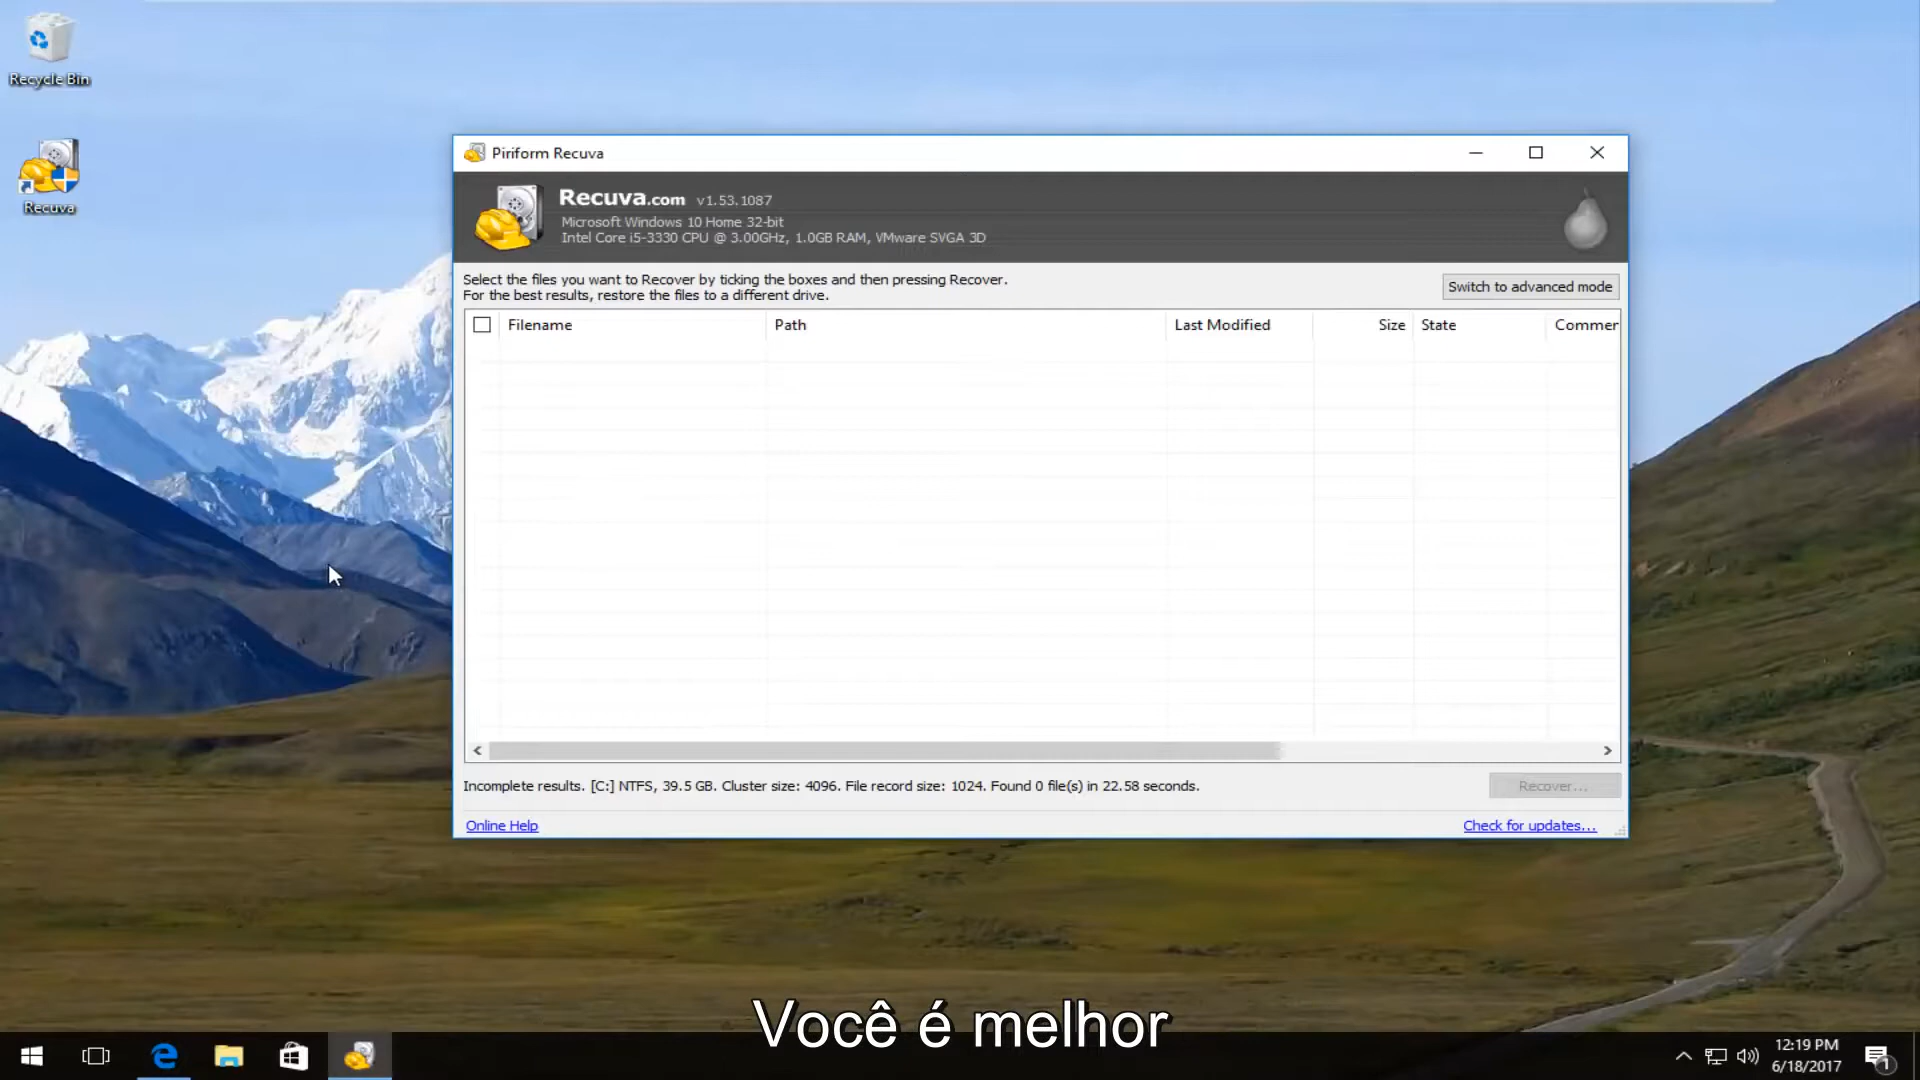 Recycle Bin
Recuva
Piriform Recuva
Recuva.com v1.53.1087
Microsoft Windows 10 Home 32-bit
Intel Core i5-3330 CPU @ 3.00GHz, 1.0GB RAM, VMware SVGA 3D
Select the files you want to Recover by ticking the boxes and then pressing Recover.
For the best results, restore the files to a different drive.
Switch to advanced mode
Filename Path Last Modified Size State Commer
Incomplete results. [C:] NTFS, 39.5 GB. Cluster size: 4096. File record size: 1024. Found 0 file(s) in 22.58 seconds.
Recover...
Online Help
Check for updates...
Você é melhor
12:19 PM
6/18/2017
1